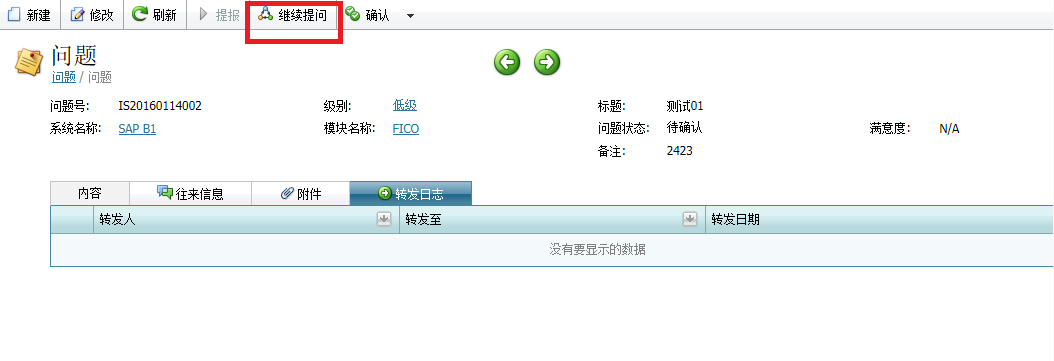 新建 修改 刷新 提报 继续提问 确认
问题
问题 / 问题
问题号: IS20160114002 级别: 低级 标题: 测试01
系统名称: SAP B1 模块名称: FICO 问题状态: 待确认 满意度: N/A
备注: 2423
内容 往来信息 附件 转发日志
转发人 转发至 转发日期
没有要显示的数据